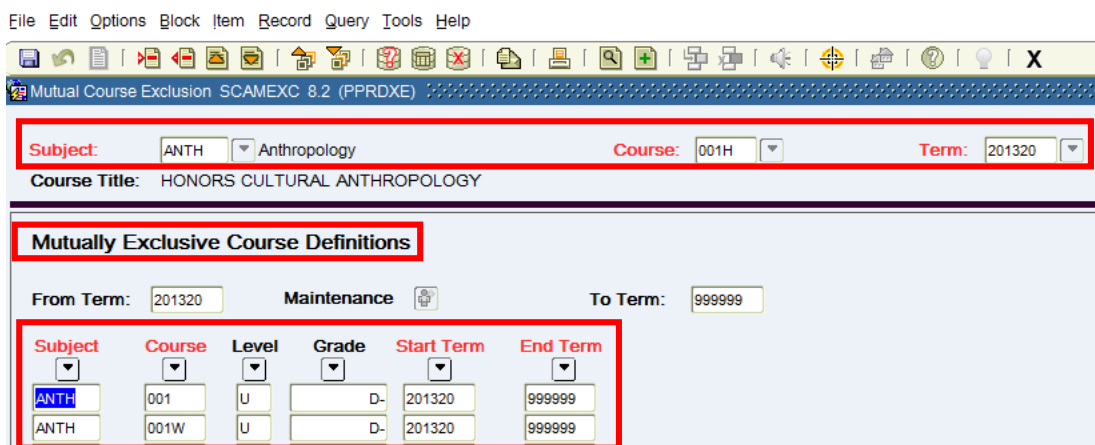 File Edit Options Block Item Record Query Tools Help
X
Mutual Course Exclusion SCAMEXC 8.2 (PPRDXE)
Subject: ANTH Anthropology Course: 001H Term: 201320
Course Title: HONORS CULTURAL ANTHROPOLOGY
Mutually Exclusive Course Definitions
From Term: 201320 Maintenance To Term: 999999
Subject Course Level Grade Start Term End Term
ANTH 001 U D- 201320 999999
ANTH 001W U D- 201320 999999